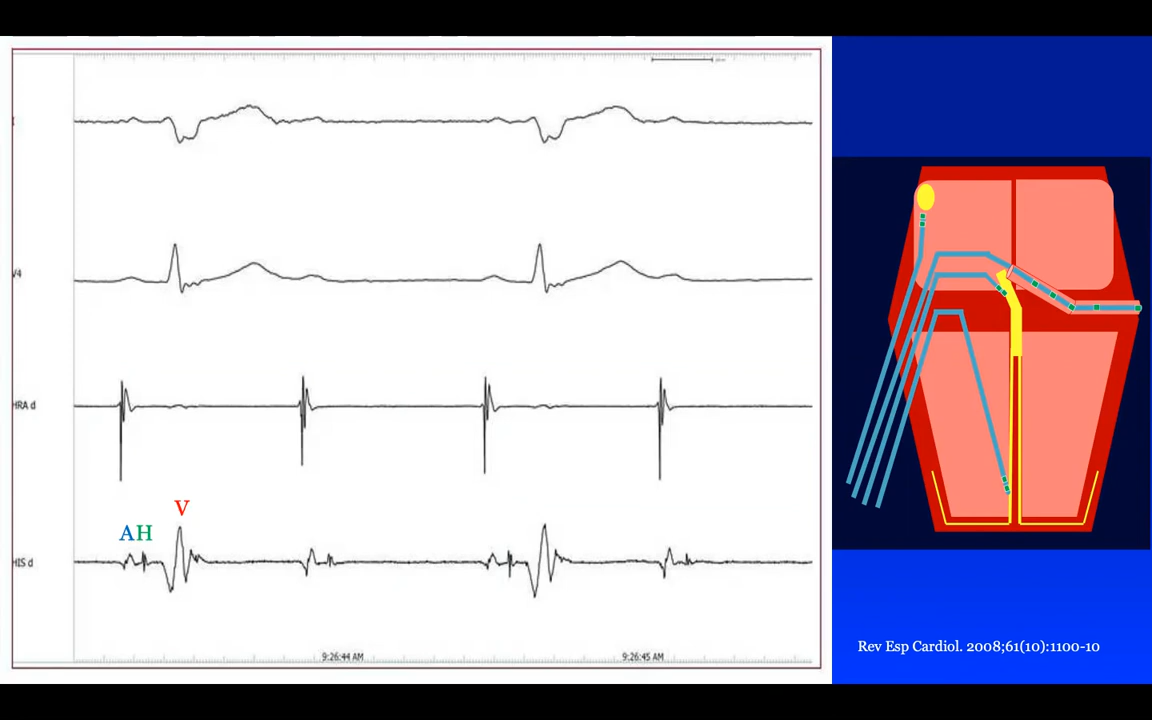 V4
HRA d
V
AH
HIS d
9:26:44 AM 9:26:45 AM
Rev Esp Cardiol. 2008;61(10):1100-10